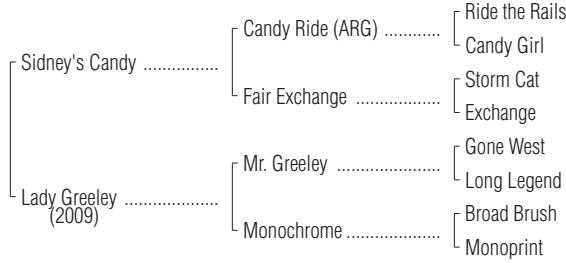 Ride the Rails
Candy Ride (ARG) ............
Candy Girl
Sidney's Candy ................
Storm Cat
Fair Exchange ..................
Exchange
Gone West
Mr. Greeley ......................
Long Legend
Lady Greeley ....................
(2009)
Broad Brush
Monochrome ....................
Monoprint